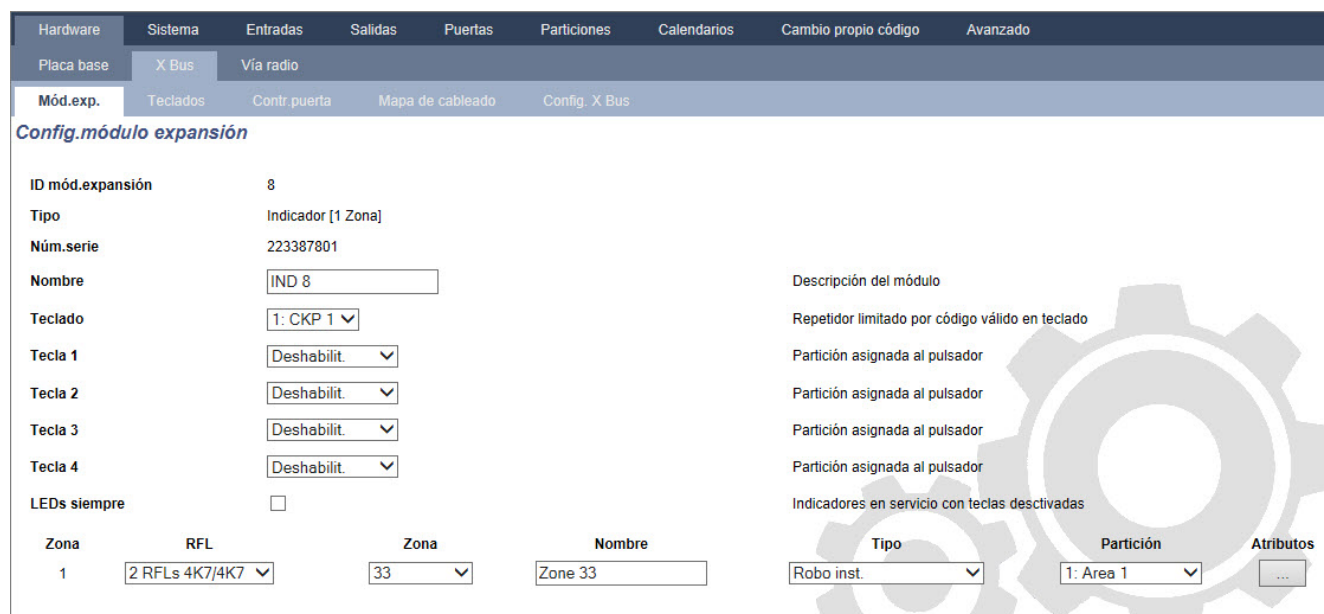 Hardware Sistema Entradas Salidas Puertas Particiones Calendarios Cambio propio código Avanzado
Placa base X Bus Vía radio
Mód.exp. Teclados Contr.puerta Mapa de cableado Config. X Bus
Config.módulo expansión
ID mód.expansión 8
Tipo Indicador [1 Zona]
Núm.serie 223387801
Nombre IND 8 Descripción del módulo
Teclado 1: CKP 1 Repetidor limitado por código válido en teclado
Tecla 1 Deshabilit. Partición asignada al pulsador
Tecla 2 Deshabilit. Partición asignada al pulsador
Tecla 3 Deshabilit. Partición asignada al pulsador
Tecla 4 Deshabilit. Partición asignada al pulsador
LEDs siempre Indicadores en servicio con teclas desctivadas
Zona RFL Zona Nombre Tipo Partición Atributos
1 2 RFLs 4K7/4K7 33 Zone 33 Robo inst. 1: Area 1 ...